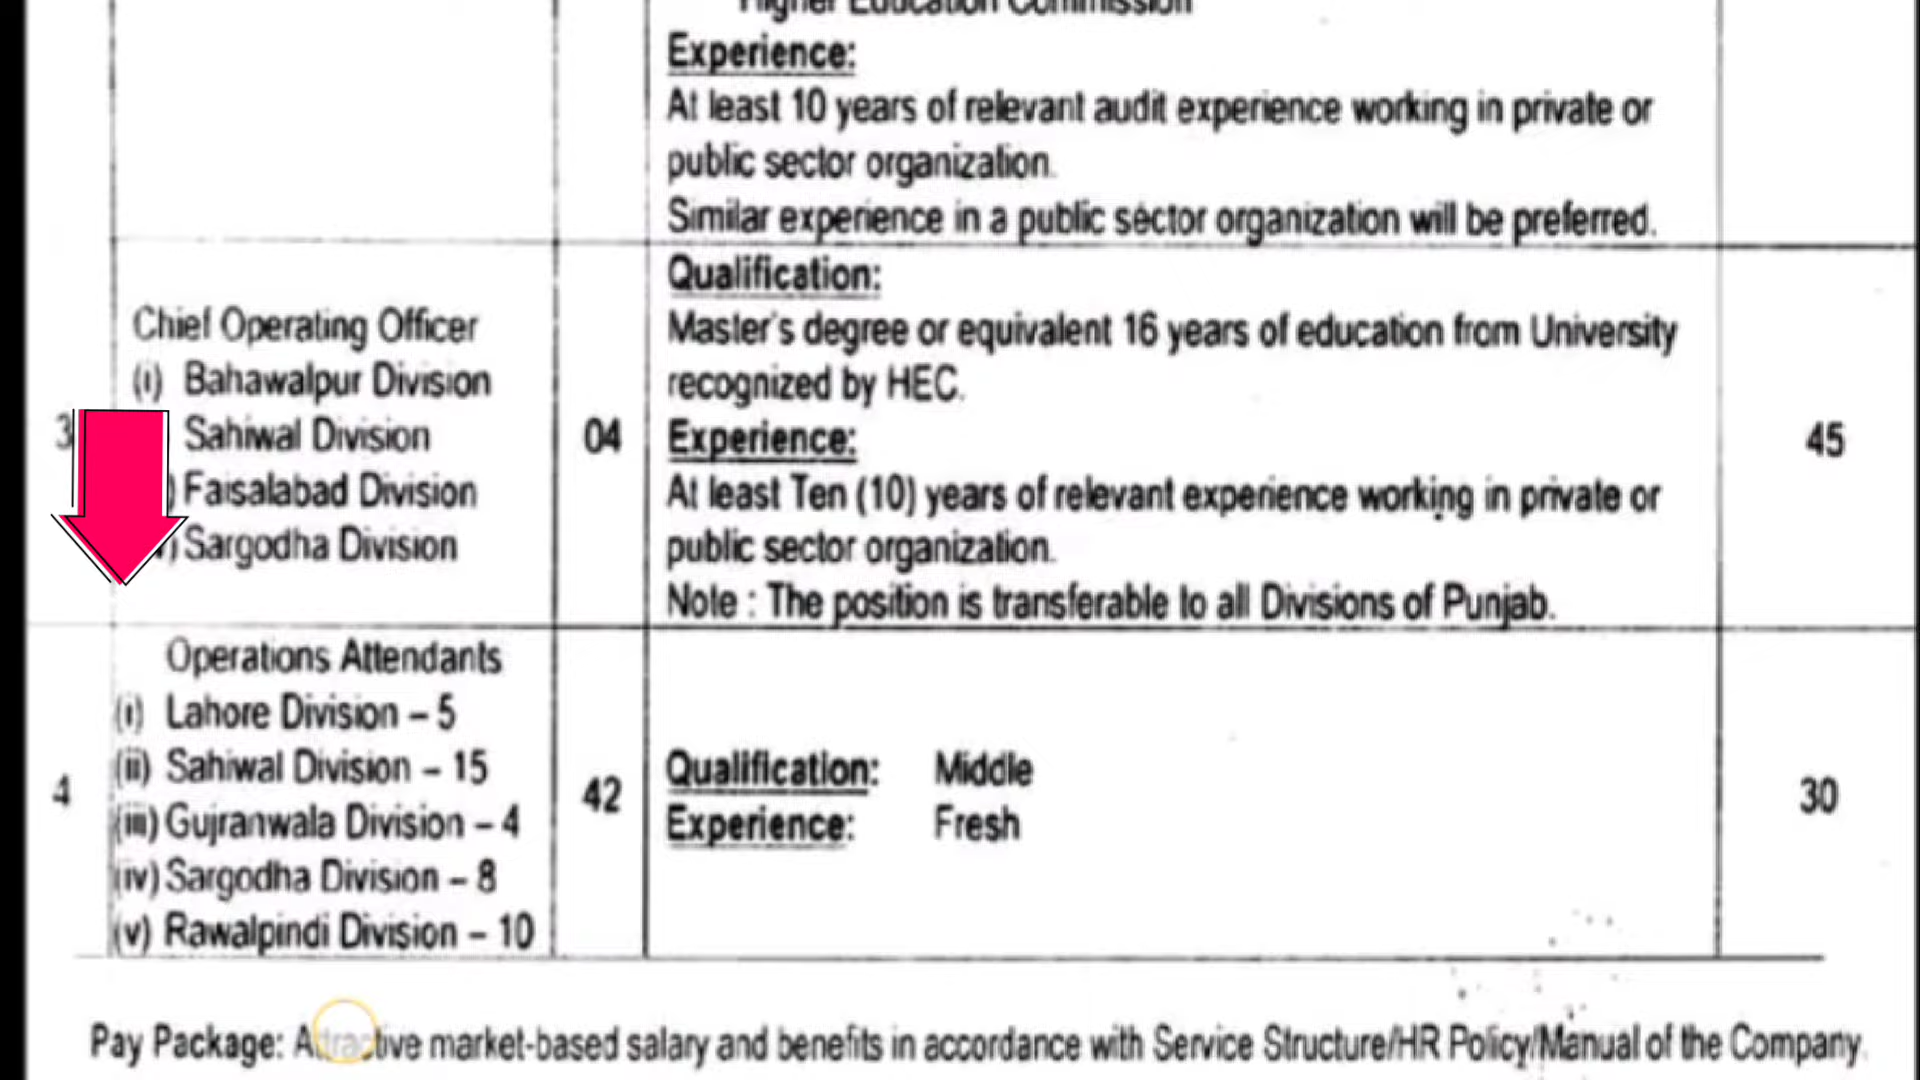 Higher Education Commission
Experience:
At least 10 years of relevant audit experience working in private or
public sector organization.
Similar experience in a public sector organization will be preferred.
3
Chief Operating Officer
(i) Bahawalpur Division
Sahiwal Division
) Faisalabad Division
) Sargodha Division
04
Qualification:
Master's degree or equivalent 16 years of education from University
recognized by HEC.
Experience:
At least Ten (10) years of relevant experience working in private or
public sector organization.
Note : The position is transferable to all Divisions of Punjab.
45
4
Operations Attendants
(i) Lahore Division – 5
(ii) Sahiwal Division – 15
(iii) Gujranwala Division – 4
(iv) Sargodha Division – 8
(v) Rawalpindi Division – 10
42
Qualification: Middle
Experience: Fresh
30
Pay Package: Attractive market-based salary and benefits in accordance with Service Structure/HR Policy/Manual of the Company.